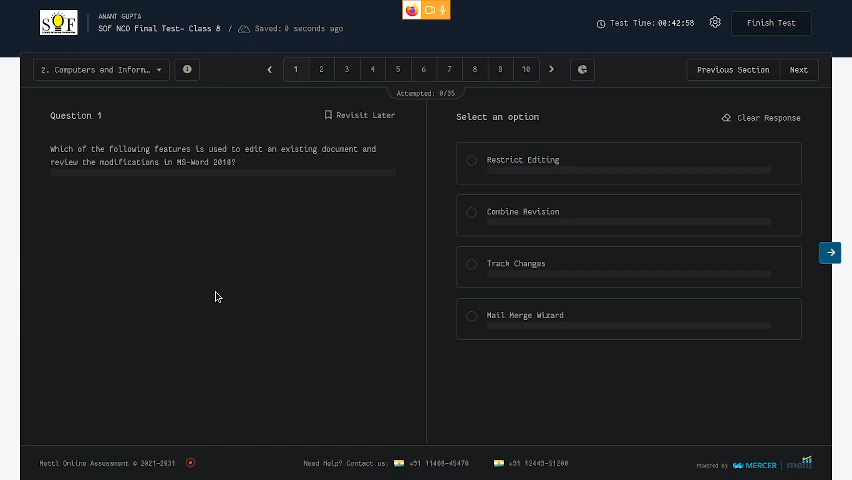 SOF
ANANT GUPTA
SOF NCO Final Test- Class 8
Saved: 0 seconds ago
Test Time: 00:42:58
Finish Test
2. Computers and Inform...
1 2 3 4 5 6 7 8 9 10
Previous Section
Next
Attempted: 0/35
Question 1
Revisit Later
Which of the following features is used to edit an existing document and
review the modifications in MS-Word 2010?
Select an option
Clear Response
Restrict Editing
Combine Revision
Track Changes
Mail Merge Wizard
Mettl Online Assessment © 2021-2031
Need Help? Contact us:
+91 11408-45470
+91 12449-51200
Powered by
MERCER
mettl